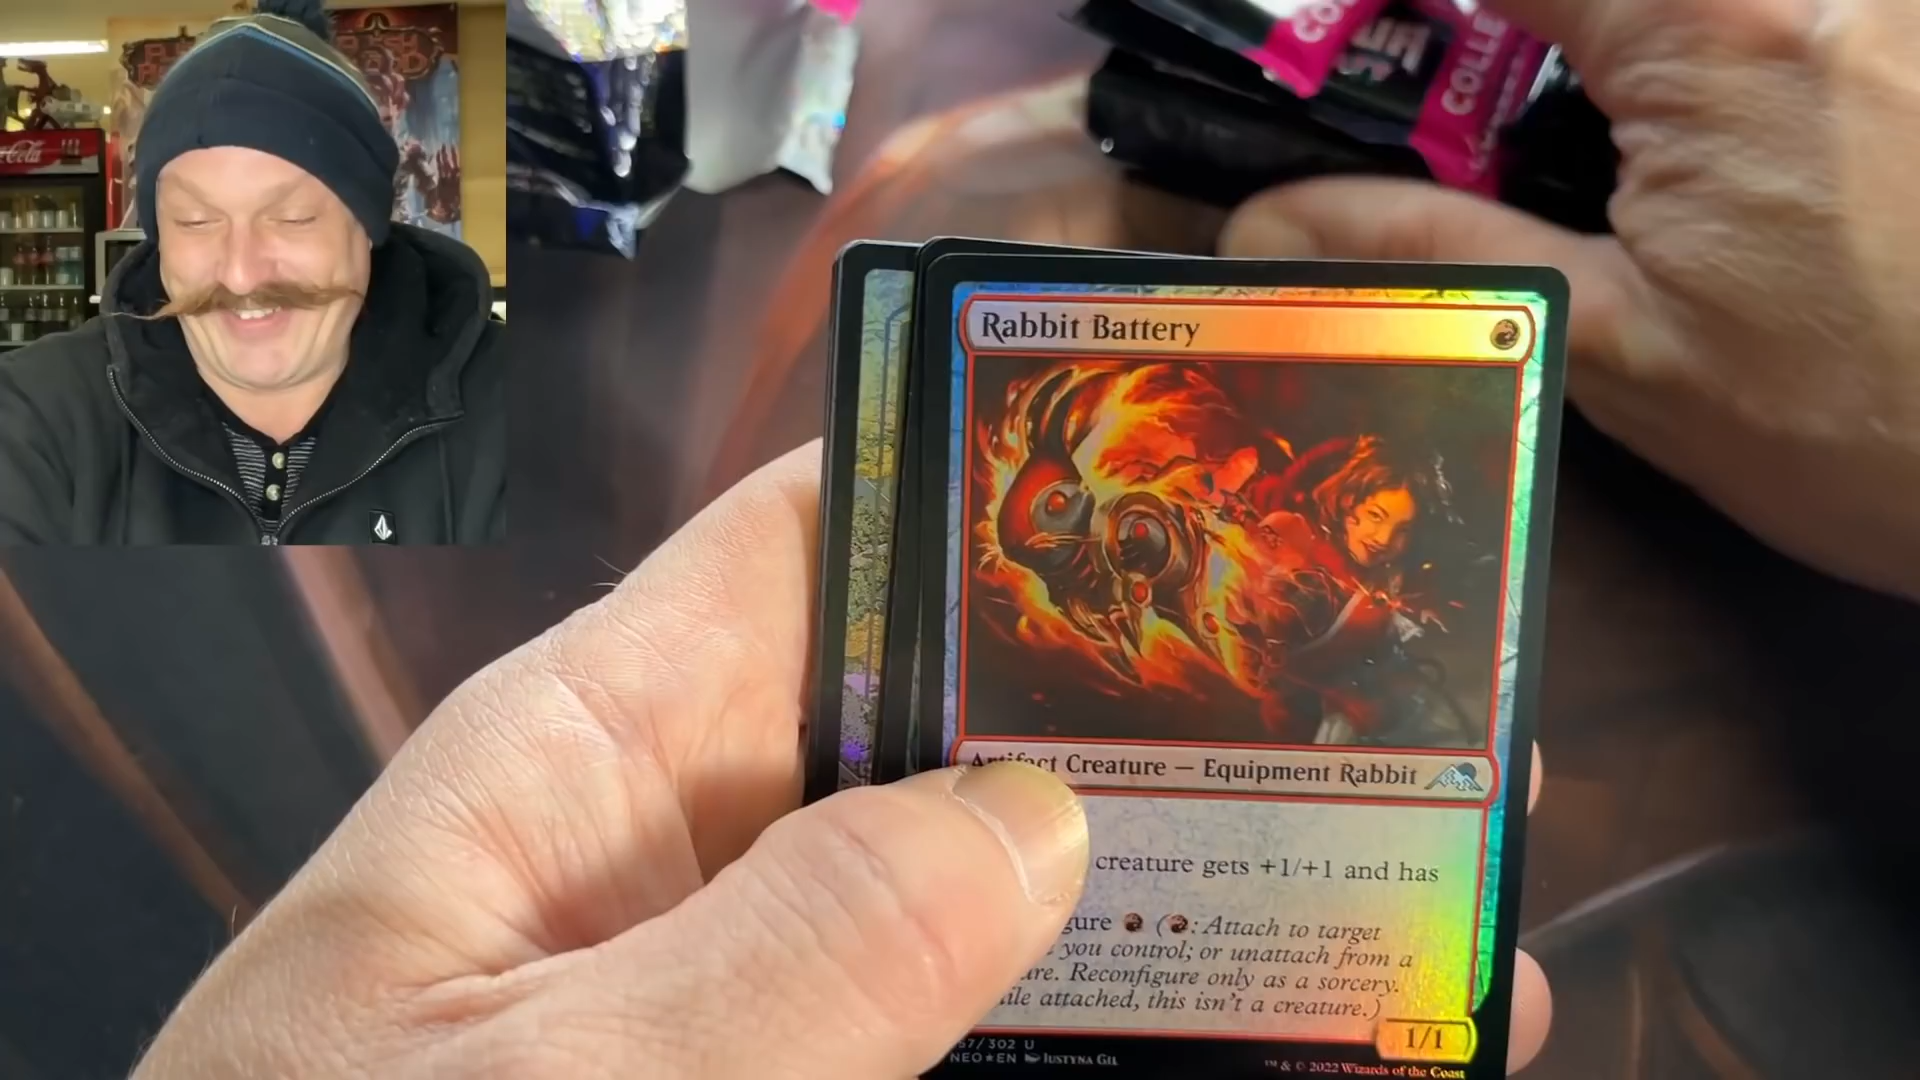 Cola
COLLE
Rabbit Battery
Artifact Creature — Equipment Rabbit
creature gets +1/+1 and has
gure (: Attach to target
you control; or unattach from a
Reconfigure only as a sorcery.
attached, this isn't a creature.)
1/1
57/302 U
NEO★EN JUSTYNA GIL
™ & © 2022 Wizards of the Coast